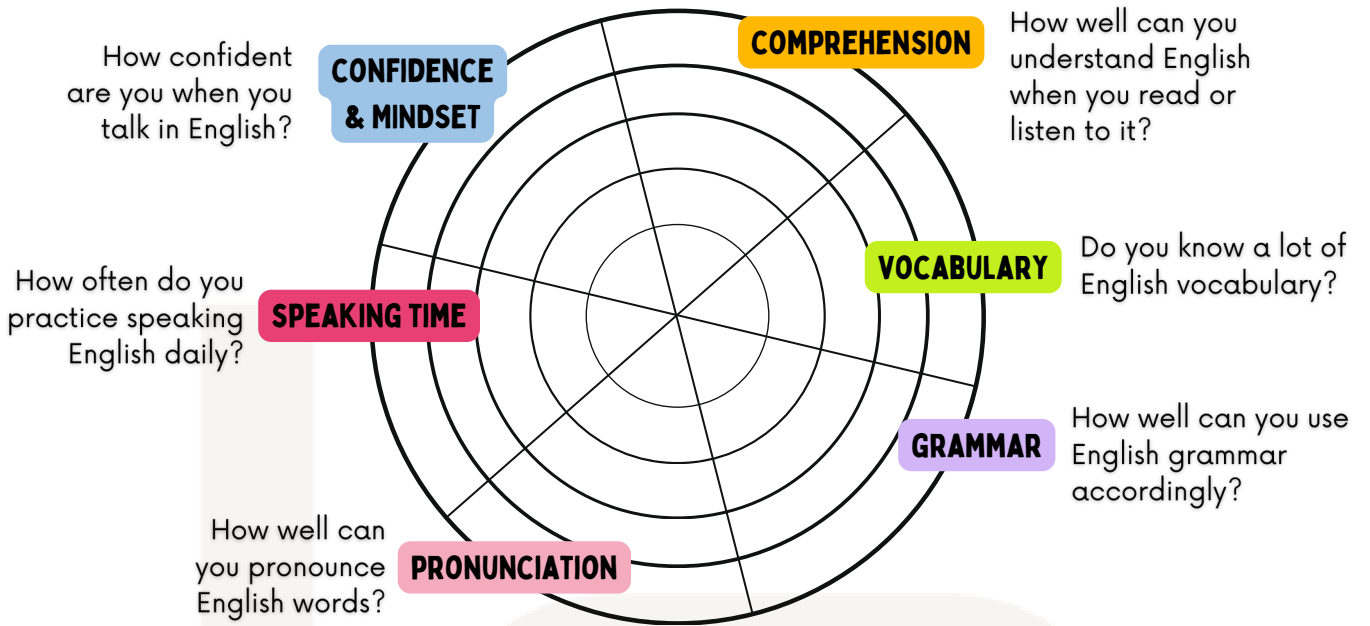 How confident
are you when you
talk in English?
CONFIDENCE
& MINDSET
COMPREHENSION
How well can you
understand English
when you read or
listen to it?
How often do you
practice speaking
English daily?
SPEAKING TIME
VOCABULARY
Do you know a lot of
English vocabulary?
How well can
you pronounce
English words?
PRONUNCIATION
GRAMMAR
How well can you use
English grammar
accordingly?